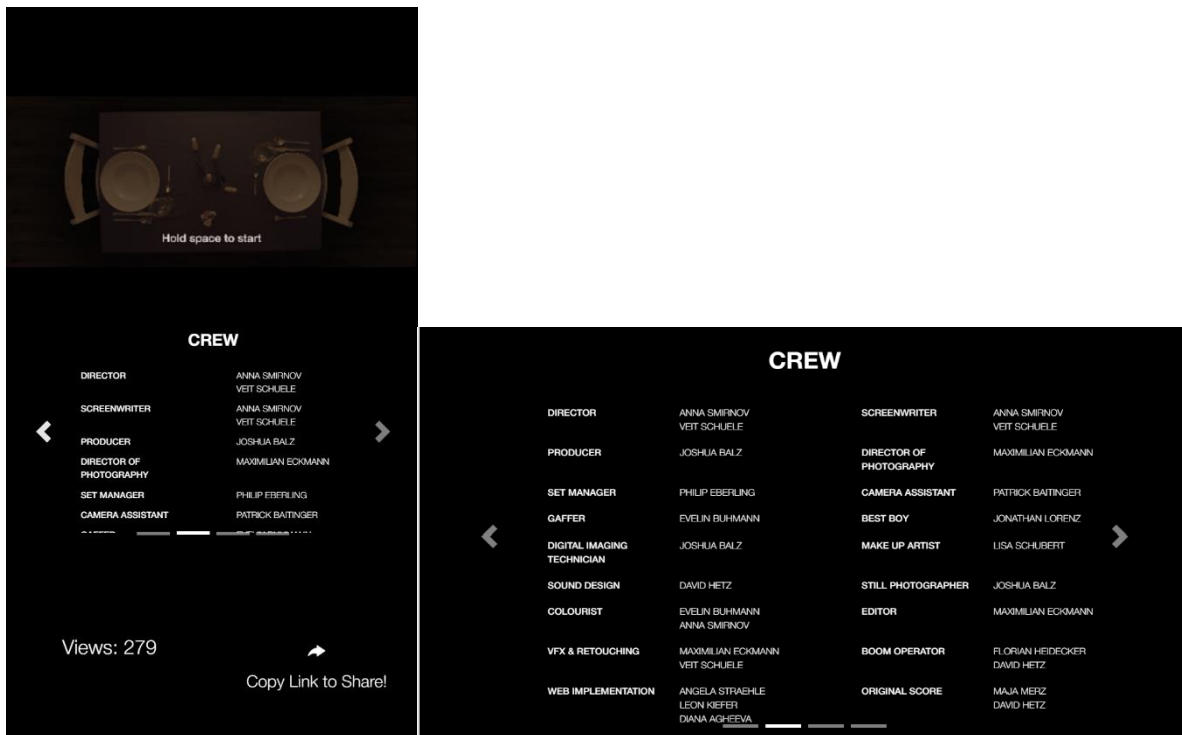 Hold space to start
CREW
DIRECTOR ANNA SMIRNOV
VEIT SCHUELE
SCREENWRITER ANNA SMIRNOV
VEIT SCHUELE
PRODUCER JOSHUA BALZ
DIRECTOR OF MAXIMILIAN ECKMANN
PHOTOGRAPHY
SET MANAGER PHILIP EBERLING
CAMERA ASSISTANT PATRICK BAITINGER
Views: 279
Copy Link to Share!
CREW
DIRECTOR ANNA SMIRNOV SCREENWRITER ANNA SMIRNOV
VEIT SCHUELE VEIT SCHUELE
PRODUCER JOSHUA BALZ DIRECTOR OF MAXIMILIAN ECKMANN
PHOTOGRAPHY
SET MANAGER PHILIP EBERLING CAMERA ASSISTANT PATRICK BAITINGER
GAFFER EVELIN BUHMANN BEST BOY JONATHAN LORENZ
DIGITAL IMAGING JOSHUA BALZ MAKE UP ARTIST LISA SCHUBERT
TECHNICIAN
SOUND DESIGN DAVID HETZ STILL PHOTOGRAPHER JOSHUA BALZ
COLOURIST EVELIN BUHMANN EDITOR MAXIMILIAN ECKMANN
ANNA SMIRNOV
VFX & RETOUCHING MAXIMILIAN ECKMANN BOOM OPERATOR FLORIAN HEIDECKER
VEIT SCHUELE DAVID HETZ
WEB IMPLEMENTATION ANGELA STRAEHLE ORIGINAL SCORE MAJA MERZ
LEON KIEFER DAVID HETZ
DIANA AGHEEVA